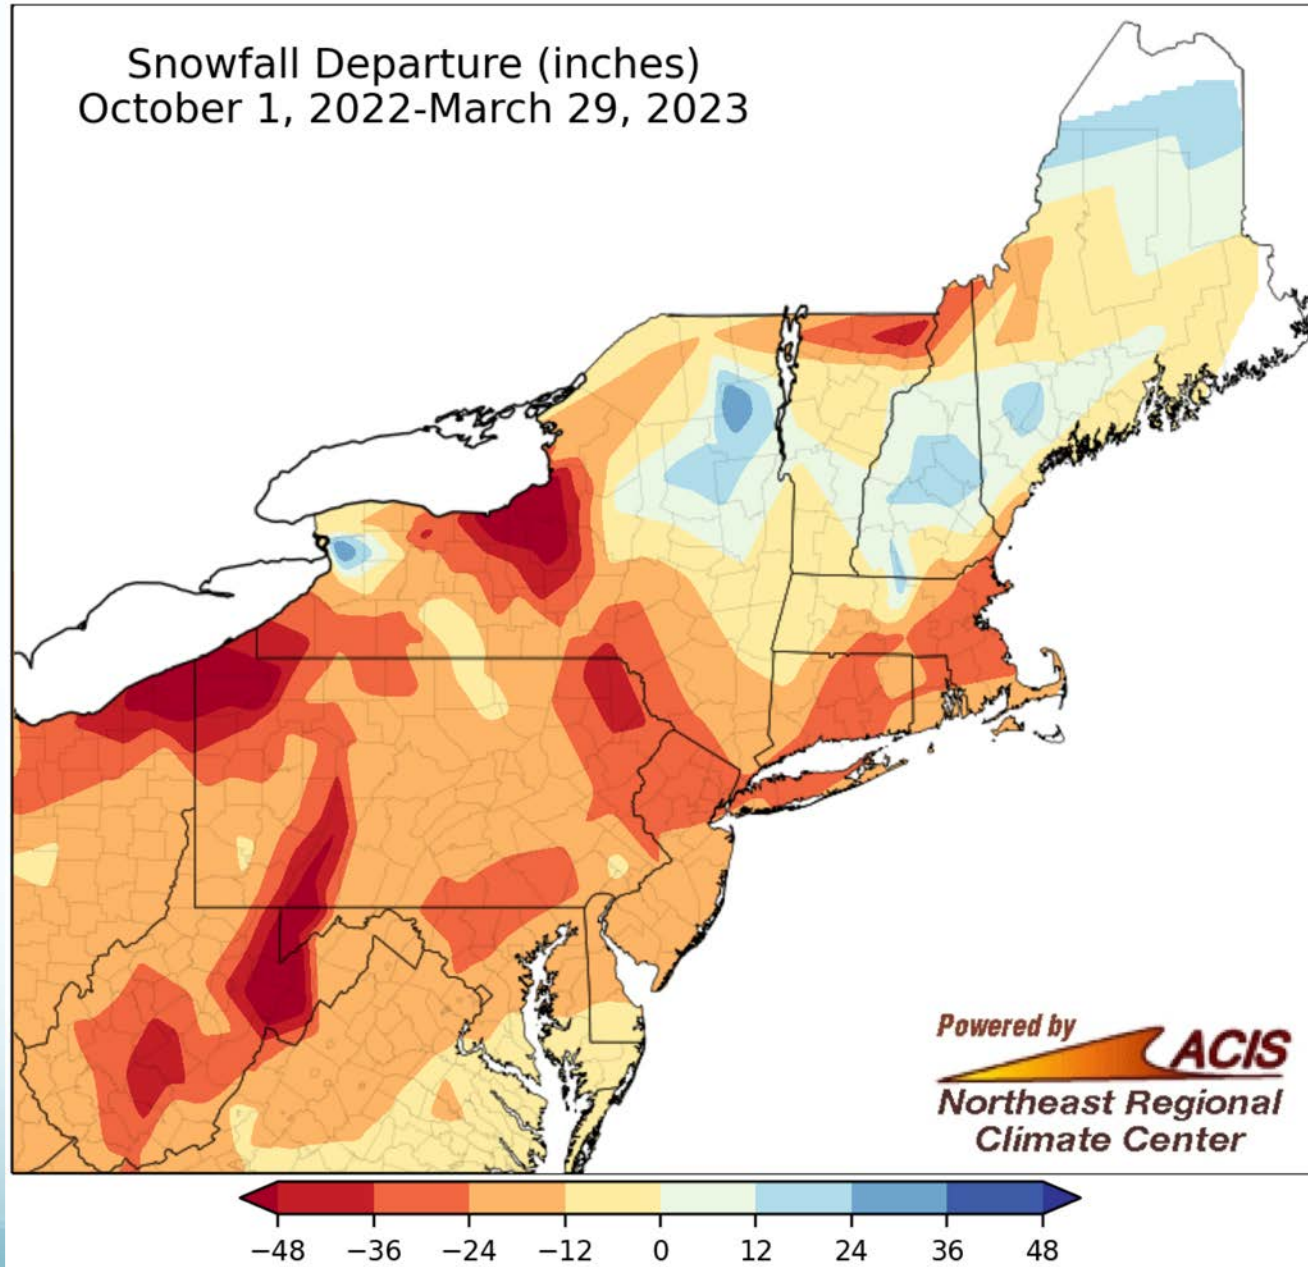 Snowfall Departure (inches)
October 1, 2022-March 29, 2023
Powered by
ACIS
Northeast Regional
Climate Center
−48 −36 −24 −12 0 12 24 36 48